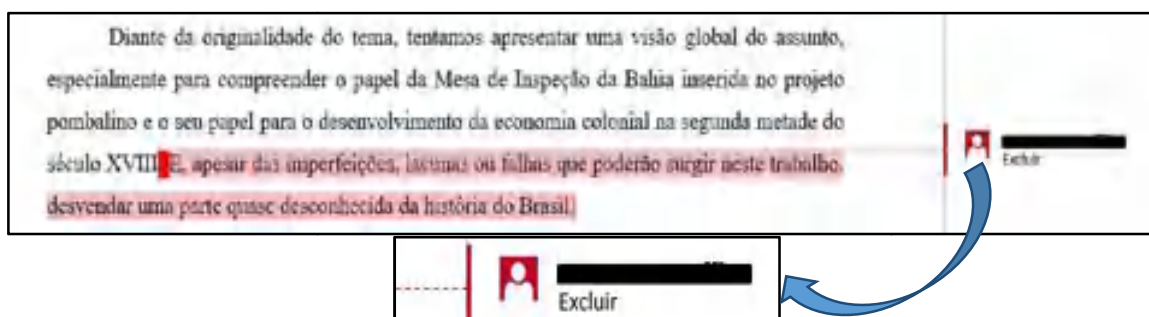 Diante da originalidade do tema, tentamos apresentar uma visão global do assunto,
especialmente para compreender o papel da Mesa de Inspeção da Bahia inserida no projeto
pombalino e o seu papel para o desenvolvimento da economia colonial na segunda metade do
século XVIII. E, apesar das imperfeições, lacunas ou falhas que poderão surgir neste trabalho,
desvendar uma parte quase desconhecida da história do Brasil.
Excluir
Excluir